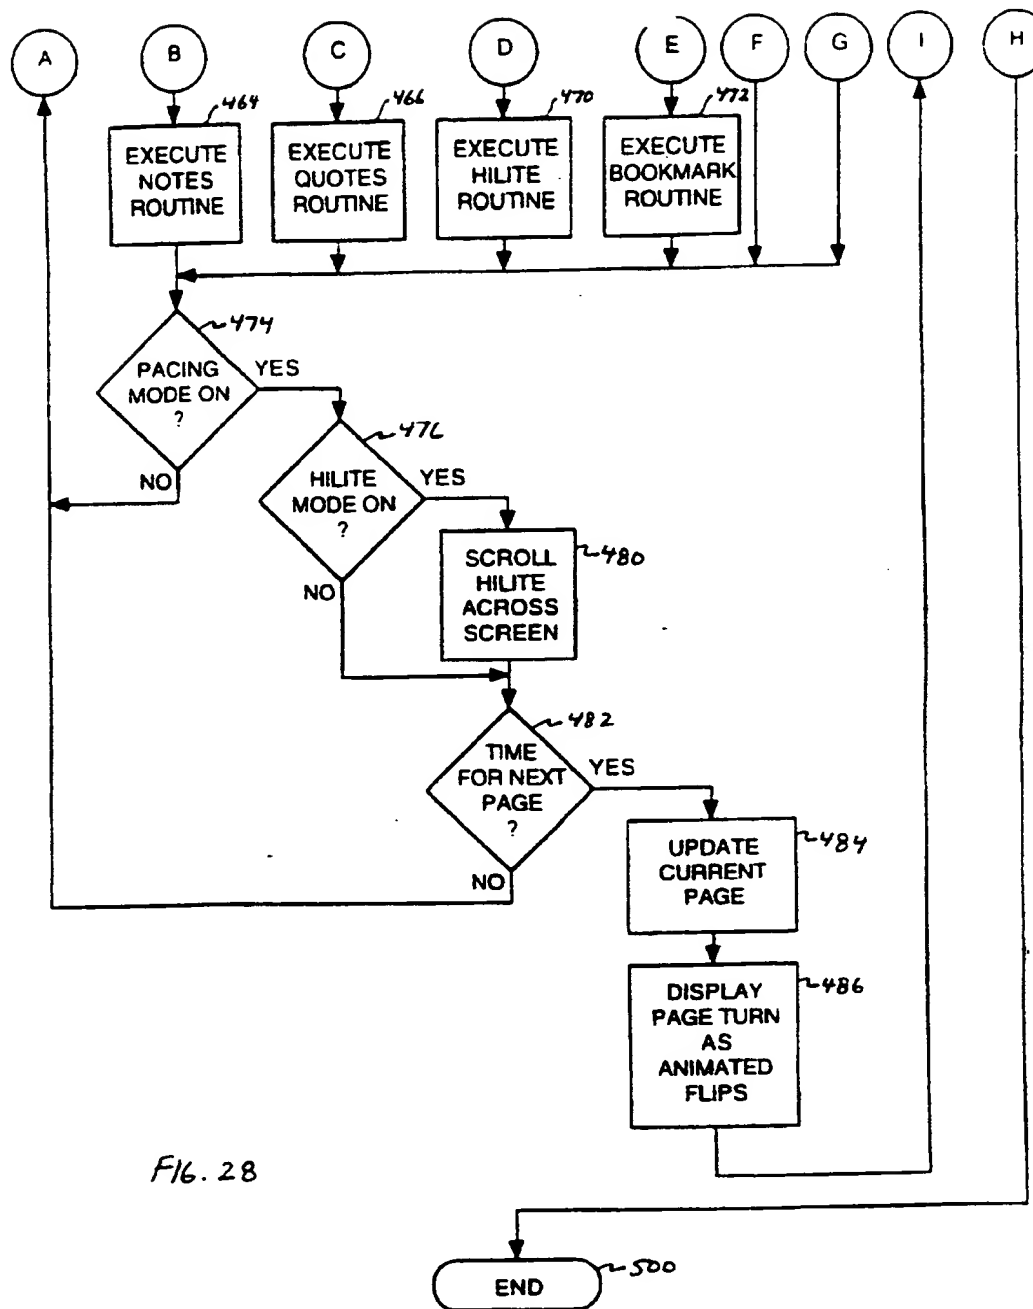 A B C D E F G I H
464 466 470 472
EXECUTE
NOTES
ROUTINE
EXECUTE
QUOTES
ROUTINE
EXECUTE
HILITE
ROUTINE
EXECUTE
BOOKMARK
ROUTINE
474
PACING
MODE ON
?
YES
NO
476
HILITE
MODE ON
?
YES
NO
480
SCROLL
HILITE
ACROSS
SCREEN
482
TIME
FOR NEXT
PAGE
?
YES
NO
484
UPDATE
CURRENT
PAGE
486
DISPLAY
PAGE TURN
AS
ANIMATED
FLIPS
FIG. 28
500
END